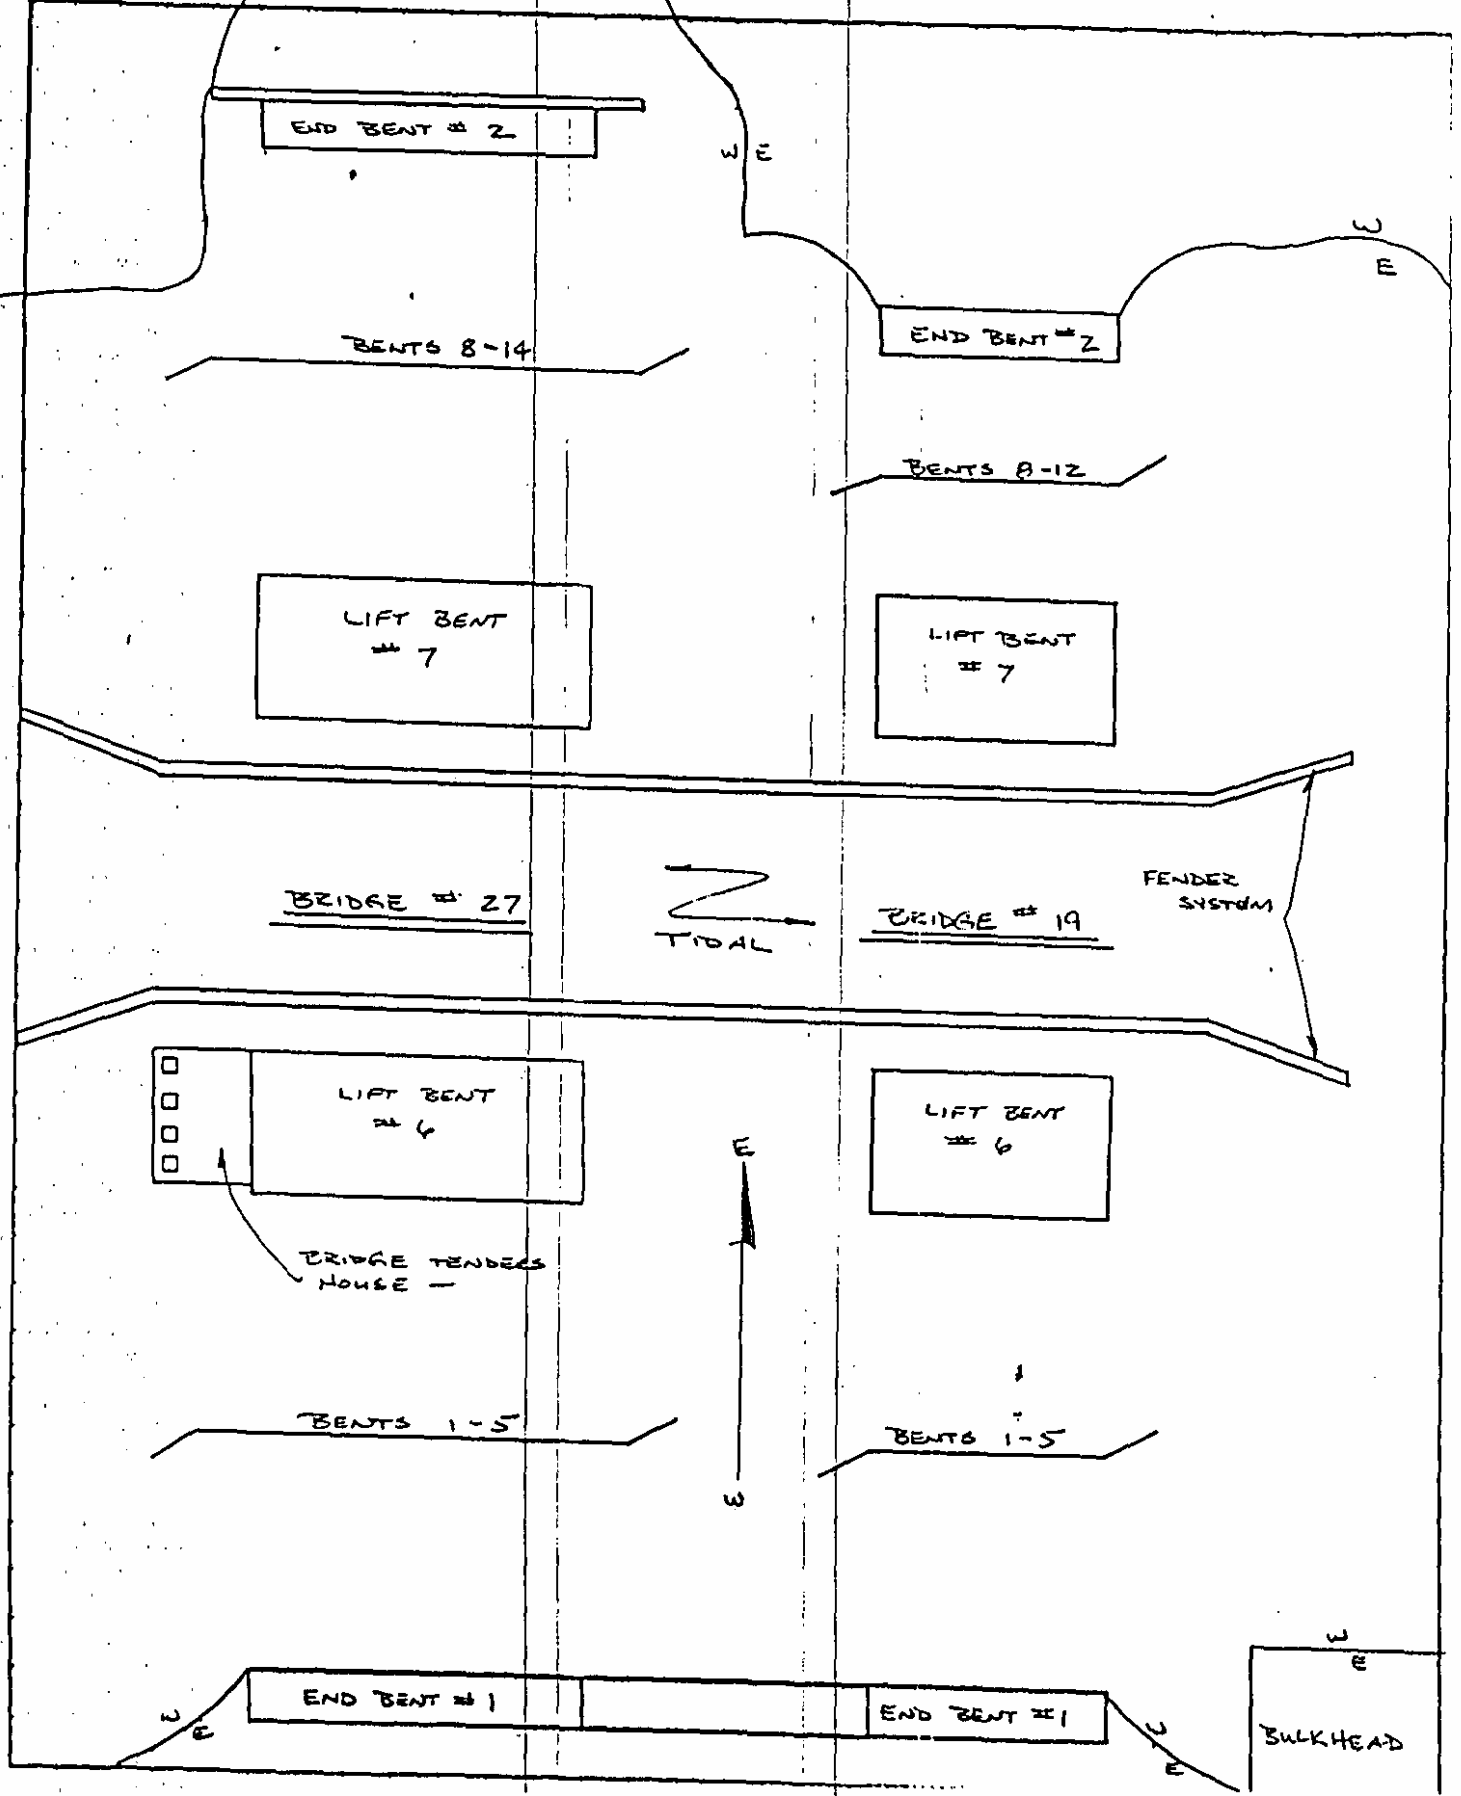 END BENT # 2
W E
W
E
END BENT # 2
BENTS 8-14
BENTS 8-12
LIFT BENT
# 7
LIFT BENT
# 7
FENDER
SYSTEM
BRIDGE # 27
TIDAL
BRIDGE # 19
LIFT BENT
# 6
LIFT BENT
# 6
E
BRIDGE TENDERS
HOUSE —
BENTS 1-5
BENTS 1-5
W
W
E
END BENT # 1
END BENT # 1
W
E
W
E
BULKHEAD